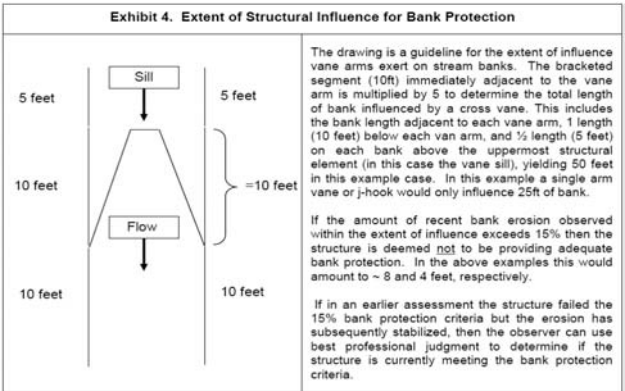 Exhibit 4. Extent of Structural Influence for Bank Protection
Sill
5 feet
5 feet
10 feet
=10 feet
Flow
10 feet
10 feet
The drawing is a guideline for the extent of influence
vane arms exert on stream banks. The bracketed
segment (10ft) immediately adjacent to the vane
arm is multiplied by 5 to determine the total length
of bank influenced by a cross vane. This includes
the bank length adjacent to each vane arm, 1 length
(10 feet) below each van arm, and ½ length (5 feet)
on each bank above the uppermost structural
element (in this case the vane sill), yielding 50 feet
in this example case. In this example a single arm
vane or j-hook would only influence 25ft of bank.
If the amount of recent bank erosion observed
within the extent of influence exceeds 15% then the
structure is deemed not to be providing adequate
bank protection. In the above examples this would
amount to ~ 8 and 4 feet, respectively.
If in an earlier assessment the structure failed the
15% bank protection criteria but the erosion has
subsequently stabilized, then the observer can use
best professional judgment to determine if the
structure is currently meeting the bank protection
criteria.